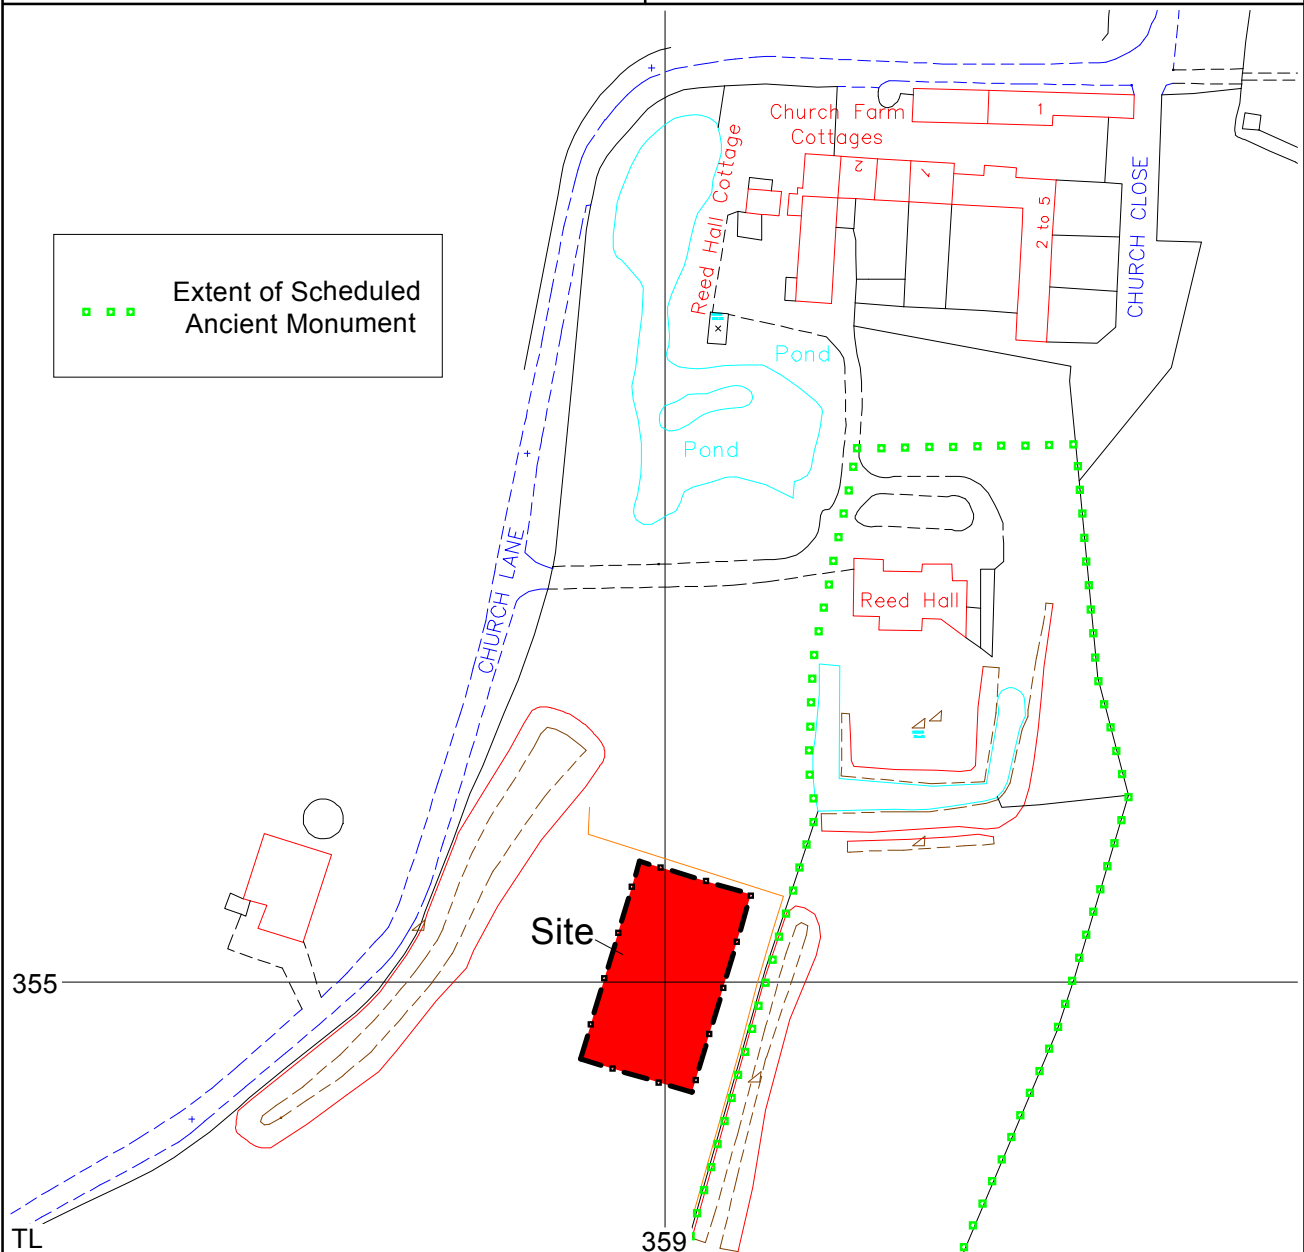 Church Farm
Cottages
1
Reed Hall Cottage
2
1
2 to 5
CHURCH CLOSE
Extent of Scheduled
Ancient Monument
Pond
Pond
CHURCH LANE
Reed Hall
Site
355
TL
359